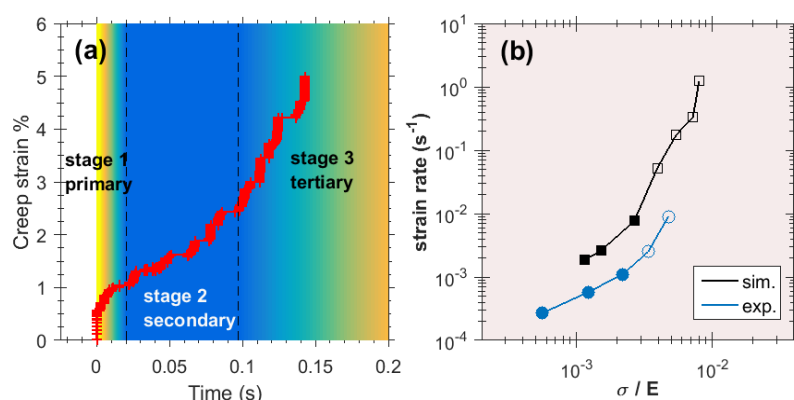 (a)
Creep strain %
6
5
4
3
2
1
0
stage 1
primary
stage 2
secondary
stage 3
tertiary
0
0.05
0.1
0.15
0.2
Time (s)
(b)
strain rate (s⁻¹)
10¹
10⁰
10⁻¹
10⁻²
10⁻³
10⁻⁴
sim.
exp.
10⁻³
10⁻²
σ / E